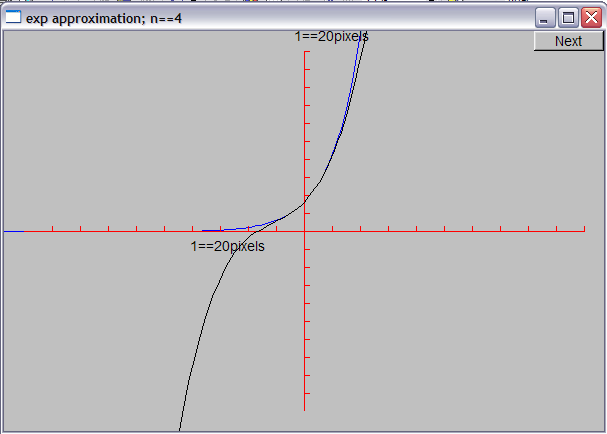 exp approximation; n==4
1==20pixels
Next
1==20pixels